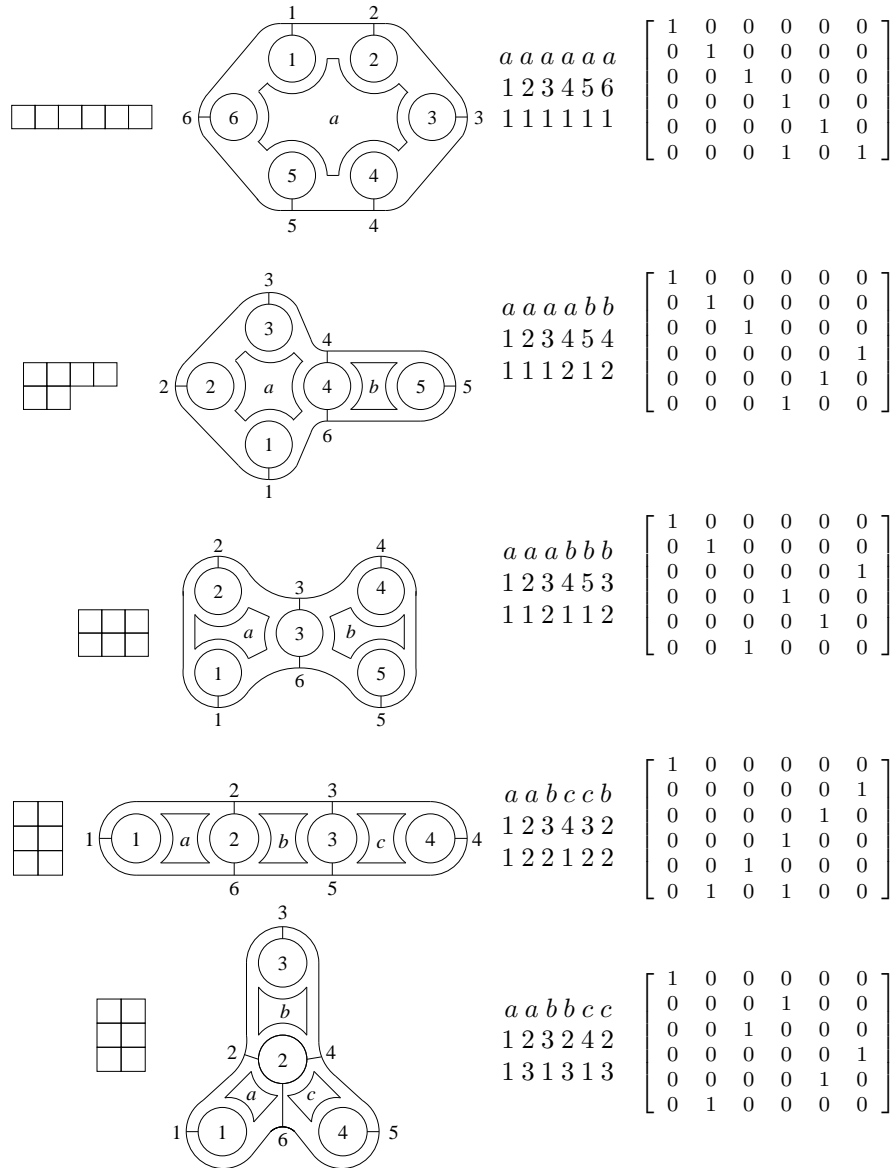 1 2
1 2
6 6 a 3 3
5 4
5 4
a a a a a a
1 2 3 4 5 6
1 1 1 1 1 1
1 0 0 0 0 0
0 1 0 0 0 0
0 0 1 0 0 0
0 0 0 1 0 0
0 0 0 0 1 0
0 0 0 1 0 1
3
3
4
2 2 a 4 b 5 5
6
1
1
a a a a b b
1 2 3 4 5 4
1 1 1 2 1 2
1 0 0 0 0 0
0 1 0 0 0 0
0 0 1 0 0 0
0 0 0 0 0 1
0 0 0 0 1 0
0 0 0 1 0 0
2 4
2 4
3
a 3 b
6
1 5
1 5
a a a b b b
1 2 3 4 5 3
1 1 2 1 1 2
1 0 0 0 0 0
0 1 0 0 0 0
0 0 0 0 0 1
0 0 0 1 0 0
0 0 0 0 1 0
0 0 1 0 0 0
2 3
1 1 a 2 b 3 c 4 4
6 5
a a b c c b
1 2 3 4 3 2
1 2 2 1 2 2
1 0 0 0 0 0
0 0 0 0 0 1
0 0 0 0 1 0
0 0 0 1 0 0
0 0 1 0 0 0
0 1 0 1 0 0
3
3
b
2 2 4
a c
1 1 6 4 5
a a b b c c
1 2 3 2 4 2
1 3 1 3 1 3
1 0 0 0 0 0
0 0 0 1 0 0
0 0 1 0 0 0
0 0 0 0 0 1
0 0 0 0 1 0
0 1 0 0 0 0